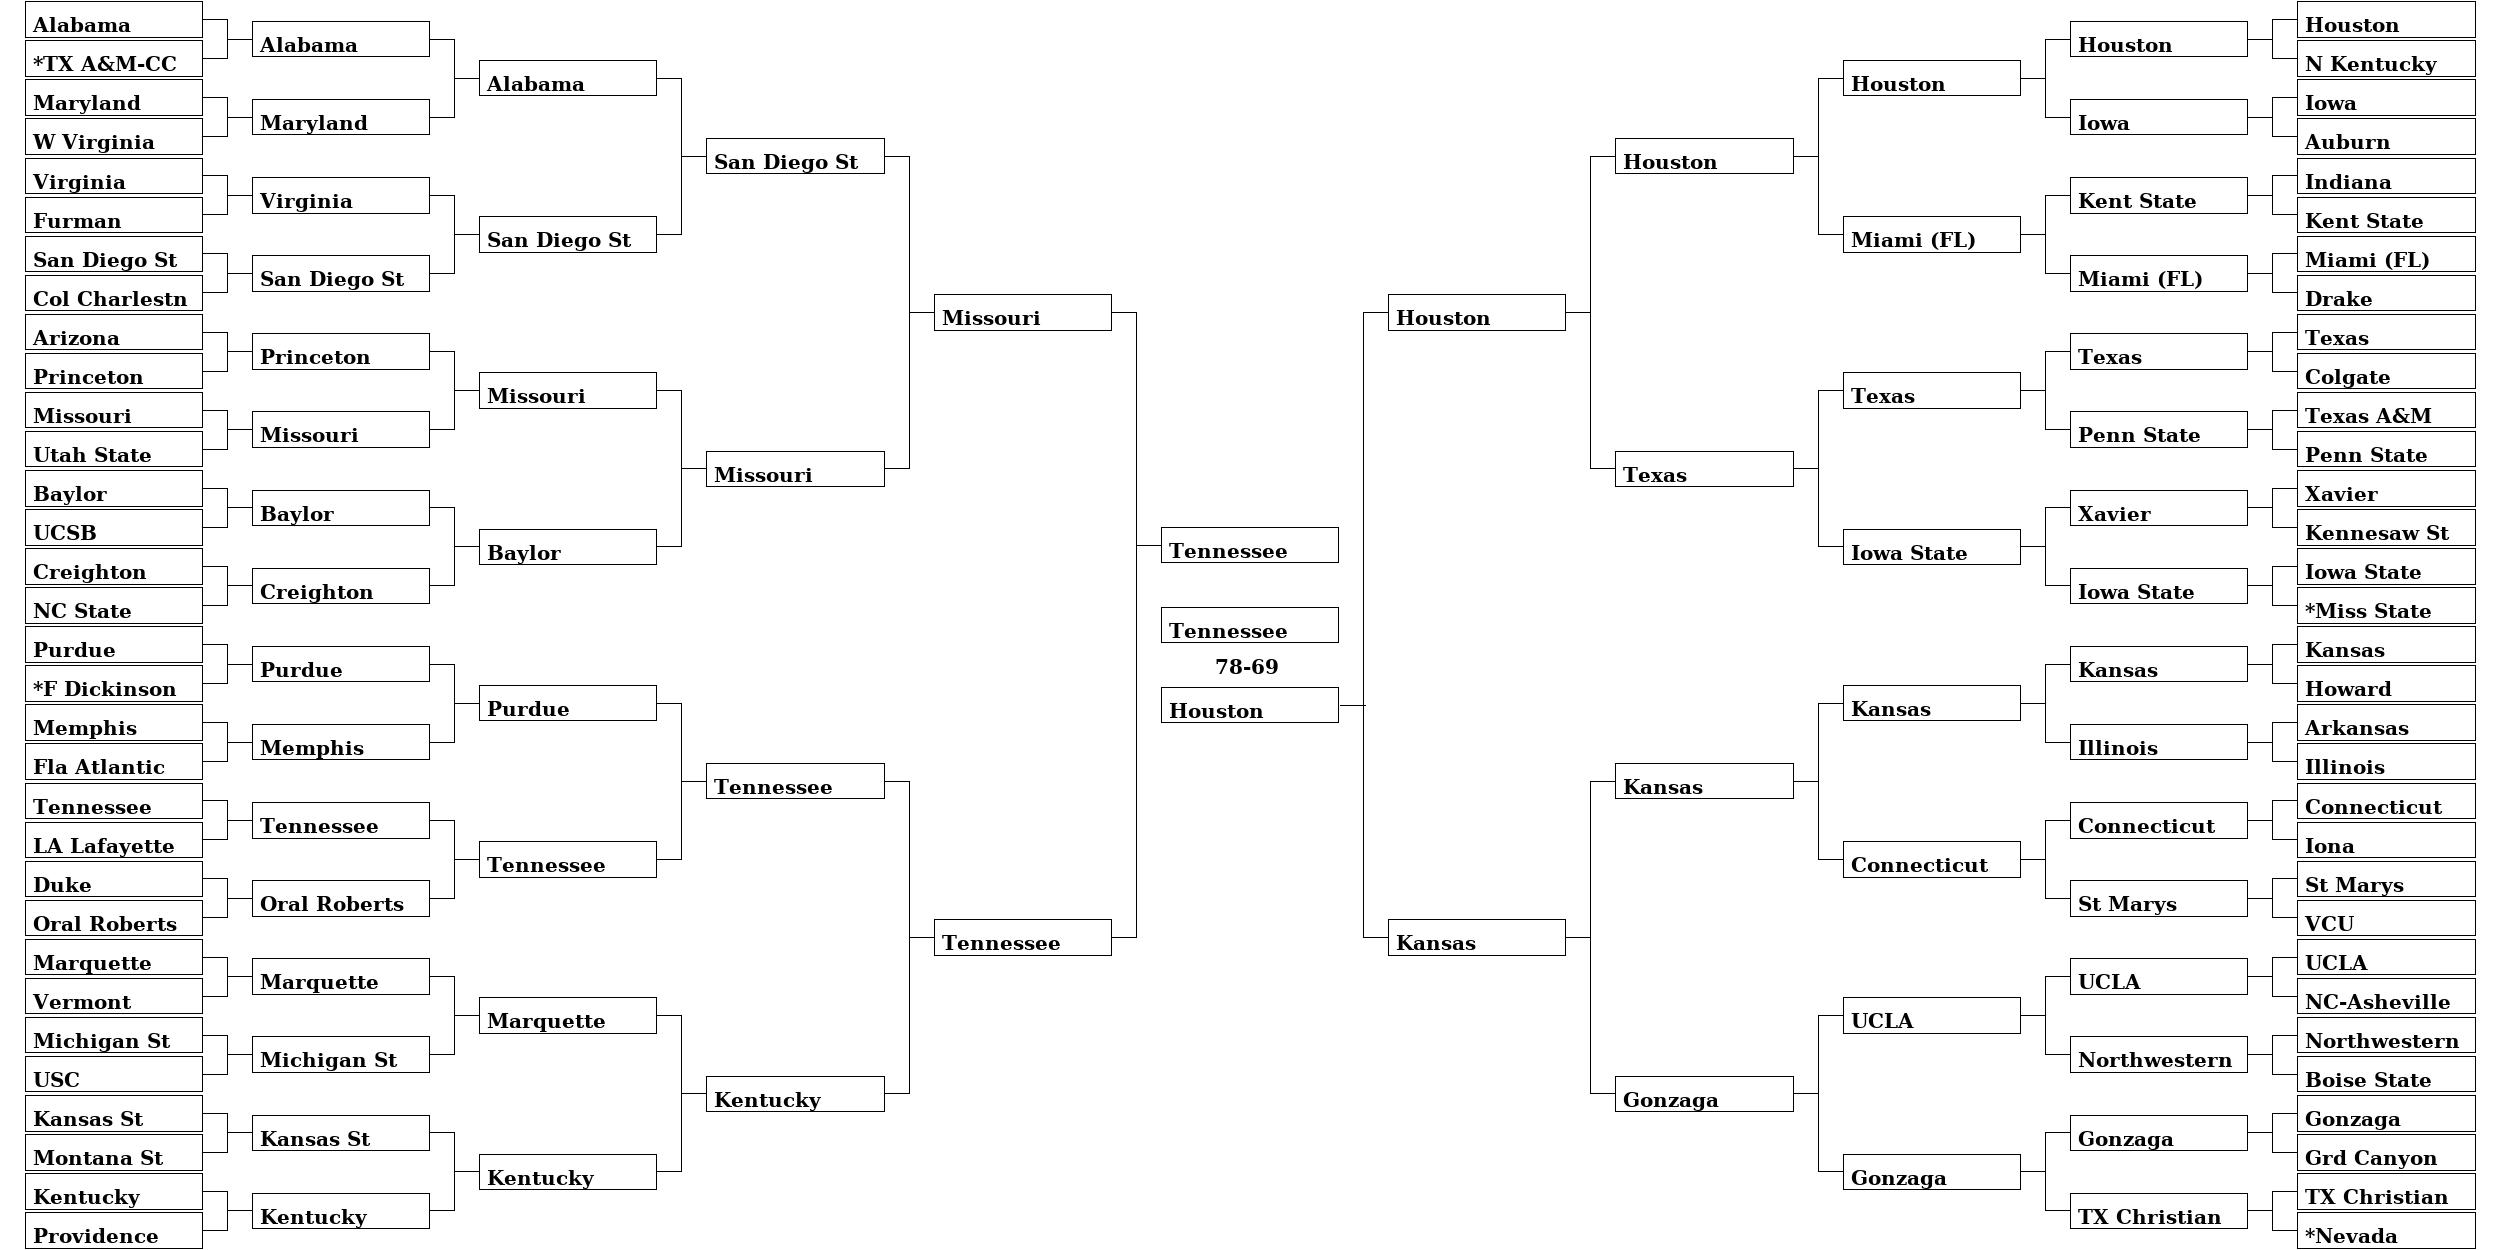 Alabama
*TX A&M-CC
Maryland
W Virginia
Virginia
Furman
San Diego St
Col Charlestn
Arizona
Princeton
Missouri
Utah State
Baylor
UCSB
Creighton
NC State
Purdue
*F Dickinson
Memphis
Fla Atlantic
Tennessee
LA Lafayette
Duke
Oral Roberts
Marquette
Vermont
Michigan St
USC
Kansas St
Montana St
Kentucky
Providence
Alabama
Maryland
Virginia
San Diego St
Princeton
Missouri
Baylor
Creighton
Purdue
Memphis
Tennessee
Oral Roberts
Marquette
Michigan St
Kansas St
Kentucky
Alabama
San Diego St
Missouri
Baylor
Purdue
Tennessee
Marquette
Kentucky
San Diego St
Missouri
Tennessee
Kentucky
Missouri
Tennessee
Tennessee
Tennessee
78-69
Houston
Houston
Kansas
Houston
Texas
Kansas
Gonzaga
Houston
Miami (FL)
Texas
Iowa State
Kansas
Connecticut
UCLA
Gonzaga
Houston
Iowa
Kent State
Miami (FL)
Texas
Penn State
Xavier
Iowa State
Kansas
Illinois
Connecticut
St Marys
UCLA
Northwestern
Gonzaga
TX Christian
Houston
N Kentucky
Iowa
Auburn
Indiana
Kent State
Miami (FL)
Drake
Texas
Colgate
Texas A&M
Penn State
Xavier
Kennesaw St
Iowa State
*Miss State
Kansas
Howard
Arkansas
Illinois
Connecticut
Iona
St Marys
VCU
UCLA
NC-Asheville
Northwestern
Boise State
Gonzaga
Grd Canyon
TX Christian
*Nevada